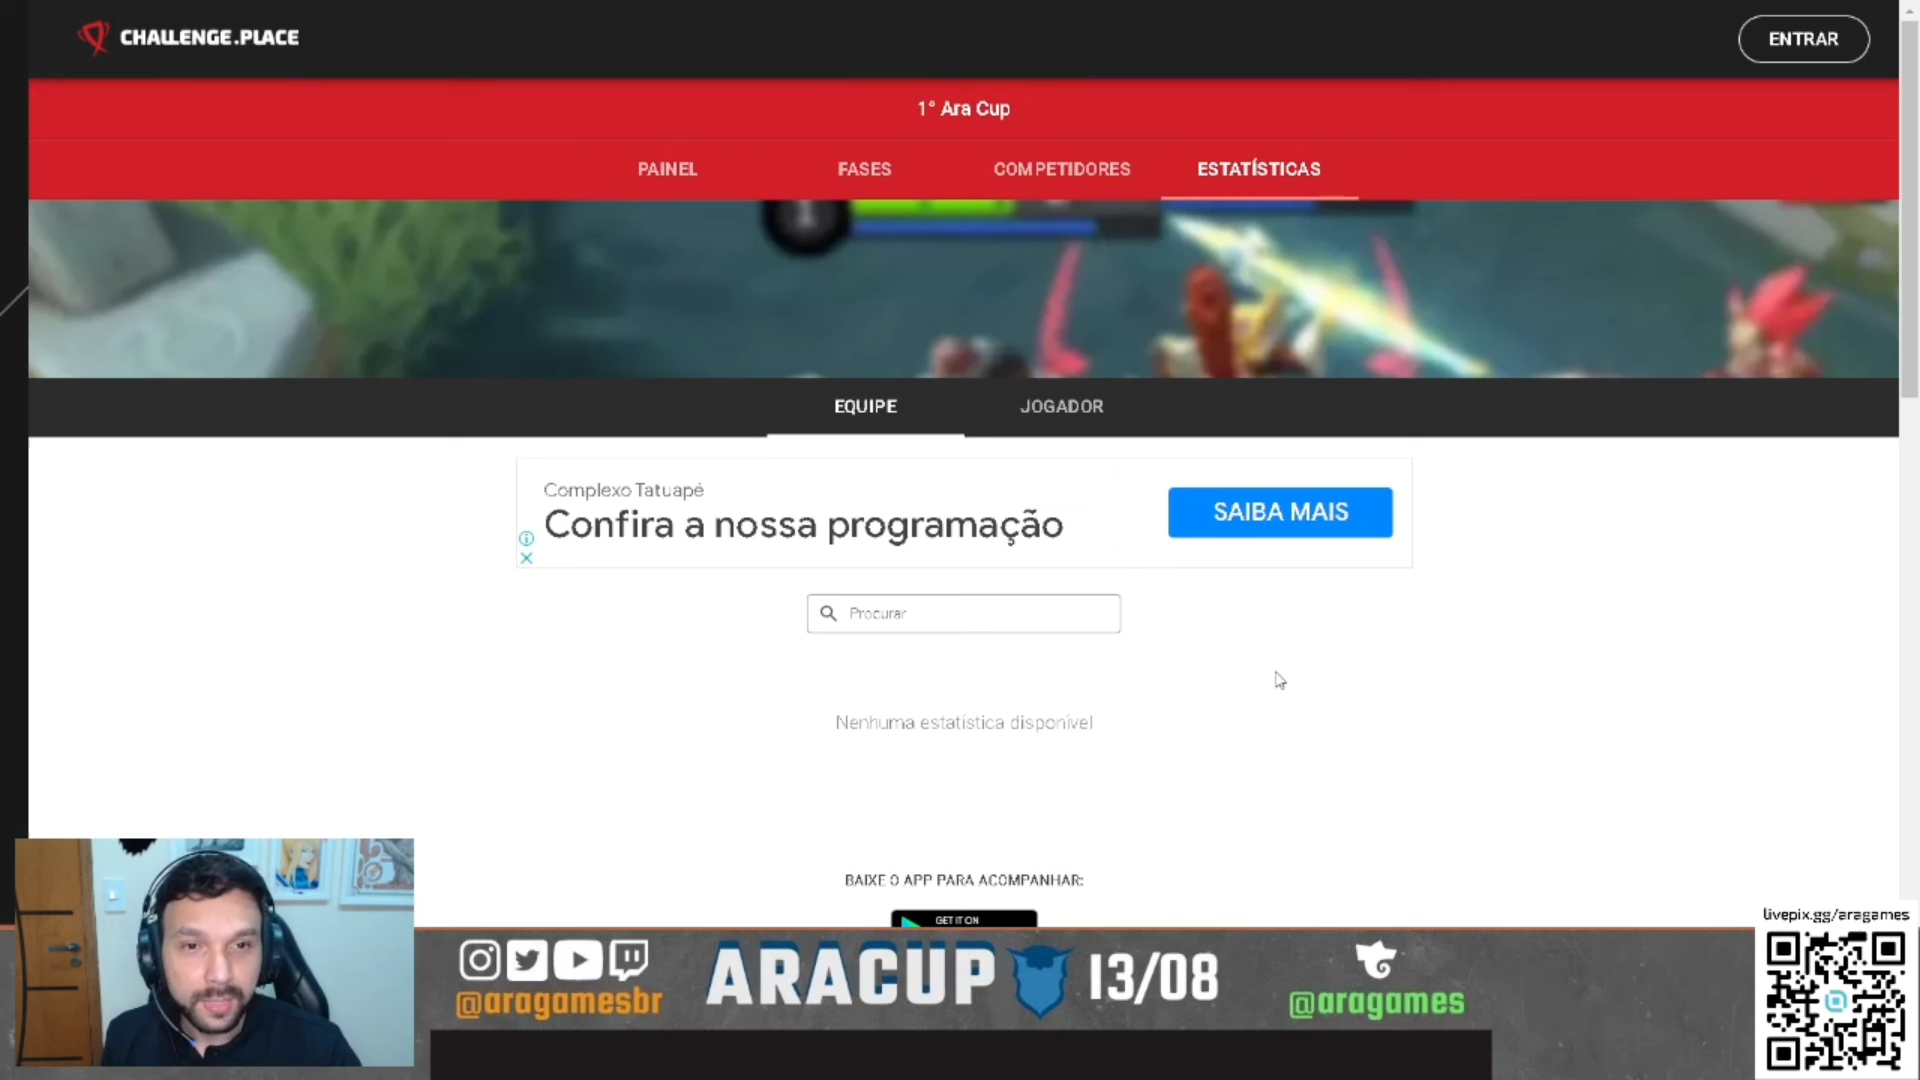 CHALLENGE.PLACE
ENTRAR
1° Ara Cup
PAINEL
FASES
COMPETIDORES
ESTATÍSTICAS
EQUIPE
JOGADOR
Complexo Tatuapé
Confira a nossa programação
SAIBA MAIS
Procurar
Nenhuma estatística disponível
BAIXE O APP PARA ACOMPANHAR:
GET IT ON
livepix.gg/aragames
@aragamesbr
ARACUP
13/08
@aragames